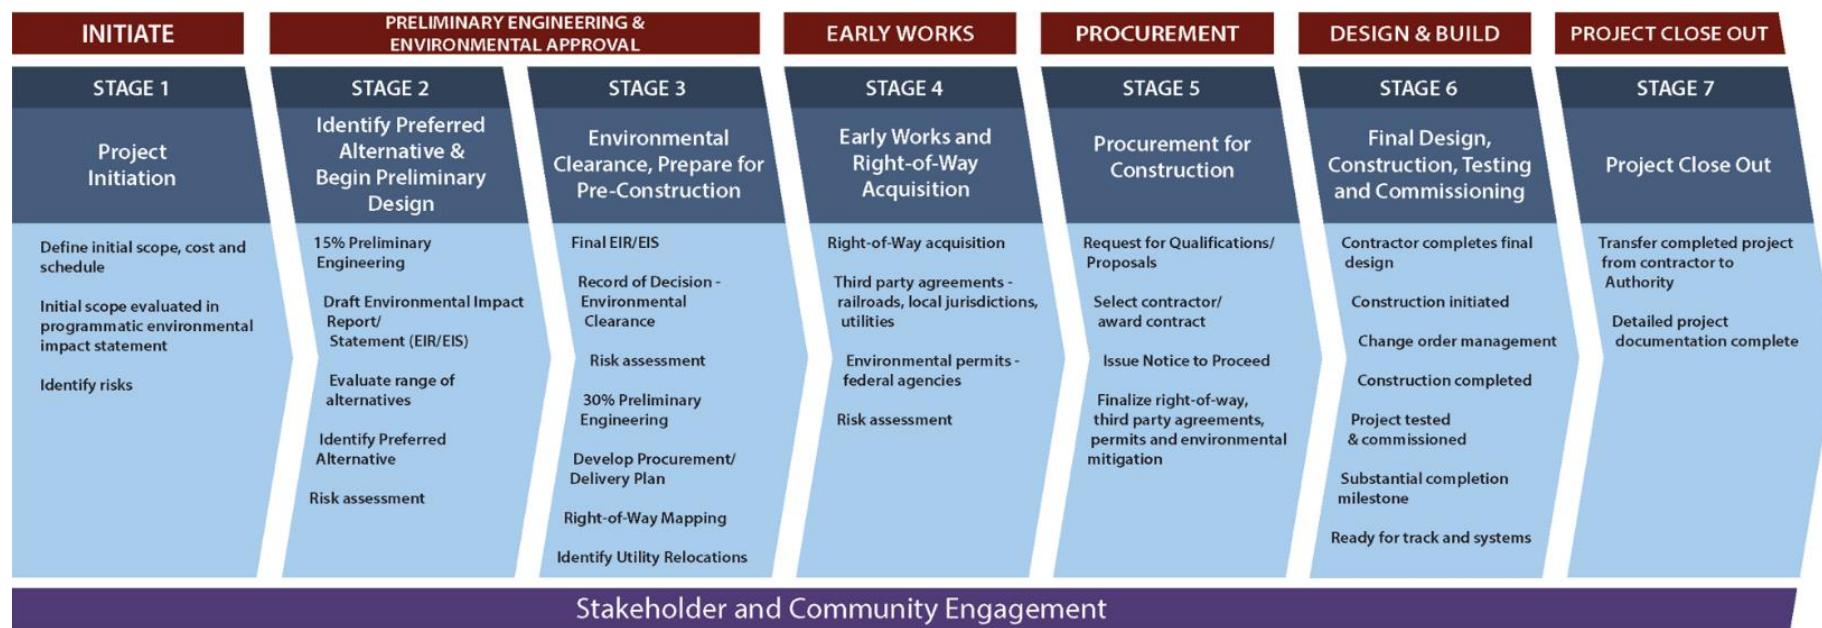 INITIATE
PRELIMINARY ENGINEERING &
ENVIRONMENTAL APPROVAL
EARLY WORKS
PROCUREMENT
DESIGN & BUILD
PROJECT CLOSE OUT
STAGE 1
Project
Initiation
Define initial scope, cost and
schedule
Initial scope evaluated in
programmatic environmental
impact statement
Identify risks
STAGE 2
Identify Preferred
Alternative &
Begin Preliminary
Design
15% Preliminary
Engineering
Draft Environmental Impact
Report/
Statement (EIR/EIS)
Evaluate range of
alternatives
Identify Preferred
Alternative
Risk assessment
STAGE 3
Environmental
Clearance, Prepare for
Pre-Construction
Final EIR/EIS
Record of Decision -
Environmental
Clearance
Risk assessment
30% Preliminary
Engineering
Develop Procurement/
Delivery Plan
Right-of-Way Mapping
Identify Utility Relocations
STAGE 4
Early Works and
Right-of-Way
Acquisition
Right-of-Way acquisition
Third party agreements -
railroads, local jurisdictions,
utilities
Environmental permits -
federal agencies
Risk assessment
STAGE 5
Procurement for
Construction
Request for Qualifications/
Proposals
Select contractor/
award contract
Issue Notice to Proceed
Finalize right-of-way,
third party agreements,
permits and environmental
mitigation
STAGE 6
Final Design,
Construction, Testing
and Commissioning
Contractor completes final
design
Construction initiated
Change order management
Construction completed
Project tested
& commissioned
Substantial completion
milestone
Ready for track and systems
STAGE 7
Project Close Out
Transfer completed project
from contractor to
Authority
Detailed project
documentation complete
Stakeholder and Community Engagement